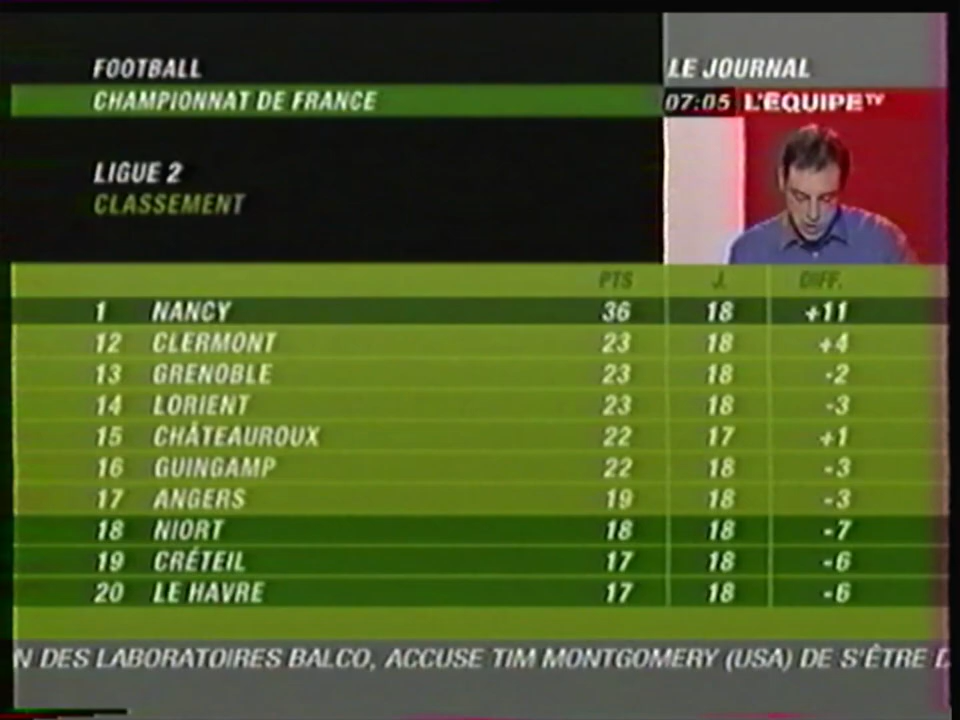 FOOTBALL
LE JOURNAL
CHAMPIONNAT DE FRANCE
07:05 L'EQUIPE TV
LIGUE 2
CLASSEMENT
PTS J. DIFF.
1 NANCY 36 18 +11
12 CLERMONT 23 18 +4
13 GRENOBLE 23 18 -2
14 LORIENT 23 18 -3
15 CHÂTEAUROUX 22 17 +1
16 GUINGAMP 22 18 -3
17 ANGERS 19 18 -3
18 NIORT 18 18 -7
19 CRÉTEIL 17 18 -6
20 LE HAVRE 17 18 -6
N DES LABORATOIRES BALCO, ACCUSE TIM MONTGOMERY (USA) DE S'ÊTRE